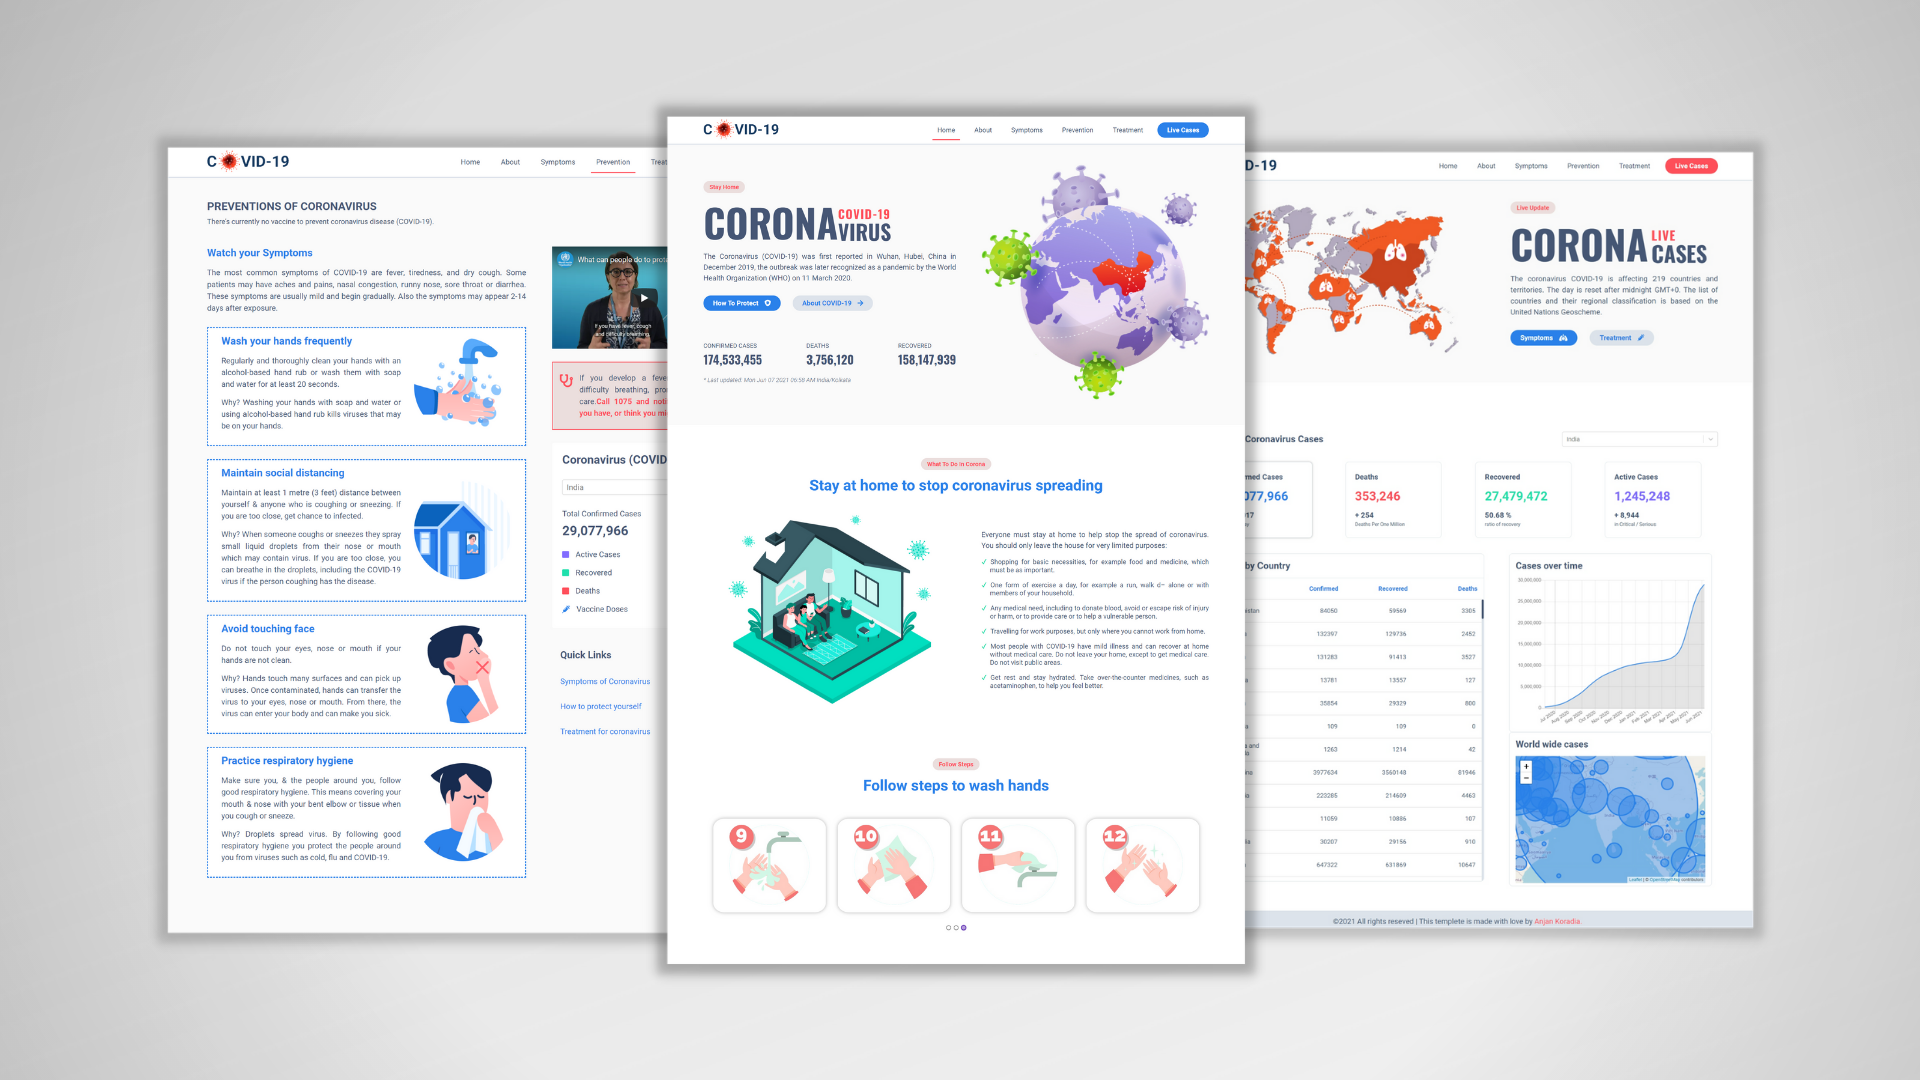 COVID-19
Home About Symptoms Prevention
PREVENTIONS OF CORONAVIRUS
There's currently no vaccine to prevent coronavirus disease (COVID-19).
Watch your Symptoms
The most common symptoms of COVID-19 are fever, tiredness, and dry cough. Some
patients may have aches and pains, nasal congestion, runny nose, sore throat or diarrhea.
These symptoms are usually mild and begin gradually. Also the symptoms may appear 2-14
days after exposure.
Wash your hands frequently
Regularly and thoroughly clean your hands with an
alcohol-based hand rub or wash them with soap
and water for at least 20 seconds.
Why? Washing your hands with soap and water or
using alcohol-based hand rub kills viruses that may
be on your hands.
Maintain social distancing
Maintain at least 1 metre (3 feet) distance between
yourself & anyone who is coughing or sneezing. If
you are too close, get chance to infected.
Why? When someone coughs or sneezes they spray
small liquid droplets from their nose or mouth
which may contain virus. If you are too close, you
can breathe in the droplets, including the COVID-19
virus if the person coughing has the disease.
Avoid touching face
Do not touch your eyes, nose or mouth if your
hands are not clean.
Why? Hands touch many surfaces and can pick up
viruses. Once contaminated, hands can transfer the
virus to your eyes, nose or mouth. From there, the
virus can enter your body and can make you sick.
Practice respiratory hygiene
Make sure you, & the people around you, follow
good respiratory hygiene. This means covering your
mouth & nose with your bent elbow or tissue when
you cough or sneeze.
Why? Droplets spread virus. By following good
respiratory hygiene you protect the people around
you from viruses such as cold, flu and COVID-19.
What can people do to
If you have fever, cough
and difficulty breathing,
If you develop a
difficulty breathing,
care.Call 1075 and
you have, or think you
Coronavirus (COVID
India
Total Confirmed Cases
29,077,966
Active Cases
Recovered
Deaths
Vaccine Doses
Quick Links
Symptoms of Coronavirus
How to protect yourself
Treatment for coronavirus
COVID-19
Home About Symptoms Prevention Treatment Live Cases
Stay Home
CORONA COVID-19
VIRUS
The Coronavirus (COVID-19) was first reported in Wuhan, Hubei, China in
December 2019, the outbreak was later recognized as a pandemic by the World
Health Organization (WHO) on 11 March 2020.
How To Protect About COVID-19
CONFIRMED CASES DEATHS RECOVERED
174,533,455 3,756,120 158,147,939
* Last updated: Mon Jun 07 2021 06:58 AM India/Kolkata
What To Do In Corona
Stay at home to stop coronavirus spreading
Everyone must stay at home to help stop the spread of coronavirus.
You should only leave the house for very limited purposes:
Shopping for basic necessities, for example food and medicine, which
must be as important.
One form of exercise a day, for example a run, walk d– alone or with
members of your household.
Any medical need, including to donate blood, avoid or escape risk of injury
or harm, or to provide care or to help a vulnerable person.
Travelling for work purposes, but only where you cannot work from home.
Most people with COVID-19 have mild illness and can recover at home
without medical care. Do not leave your home, except to get medical care.
Do not visit public areas.
Get rest and stay hydrated. Take over-the-counter medicines, such as
acetaminophen, to help you feel better.
Follow Steps
Follow steps to wash hands
9 10 11 12
D-19
Home About Symptoms Prevention Treatment Live Cases
Live Update
CORONA LIVE
CASES
The coronavirus COVID-19 is affecting 219 countries and
territories. The day is reset after midnight GMT+0. The list of
countries and their regional classification is based on the
United Nations Geoscheme.
Symptoms Treatment
Coronavirus Cases
India
Cases Deaths Recovered Active Cases
077,966 353,246 27,479,472 1,245,248
+ 254 50.68 % + 8,944
Deaths Per One Million ratio of recovery in Critical / Serious
by Country
Confirmed Recovered Deaths
84050 59569 3305
132397 129736 2452
131283 91413 3527
13781 13557 127
35854 29329 800
109 109 0
1263 1214 42
3977634 3560148 81946
223285 214609 4463
11059 10886 107
30207 29156 910
647322 631869 10647
Cases over time
30,000,000
25,000,000
15,000,000
10,000,000
5,000,000
0
Jul 2020 Aug 2020 Sep 2020 Oct 2020 Nov 2020 Dec 2020 Jan 2021 Feb 2021 Mar 2021 Apr 2021 May 2021 Jun 2021
World wide cases
+
−
Leaflet | © OpenStreetMap contributors
©2021 All rights reseved | This templete is made with love by Anjan Koradia.